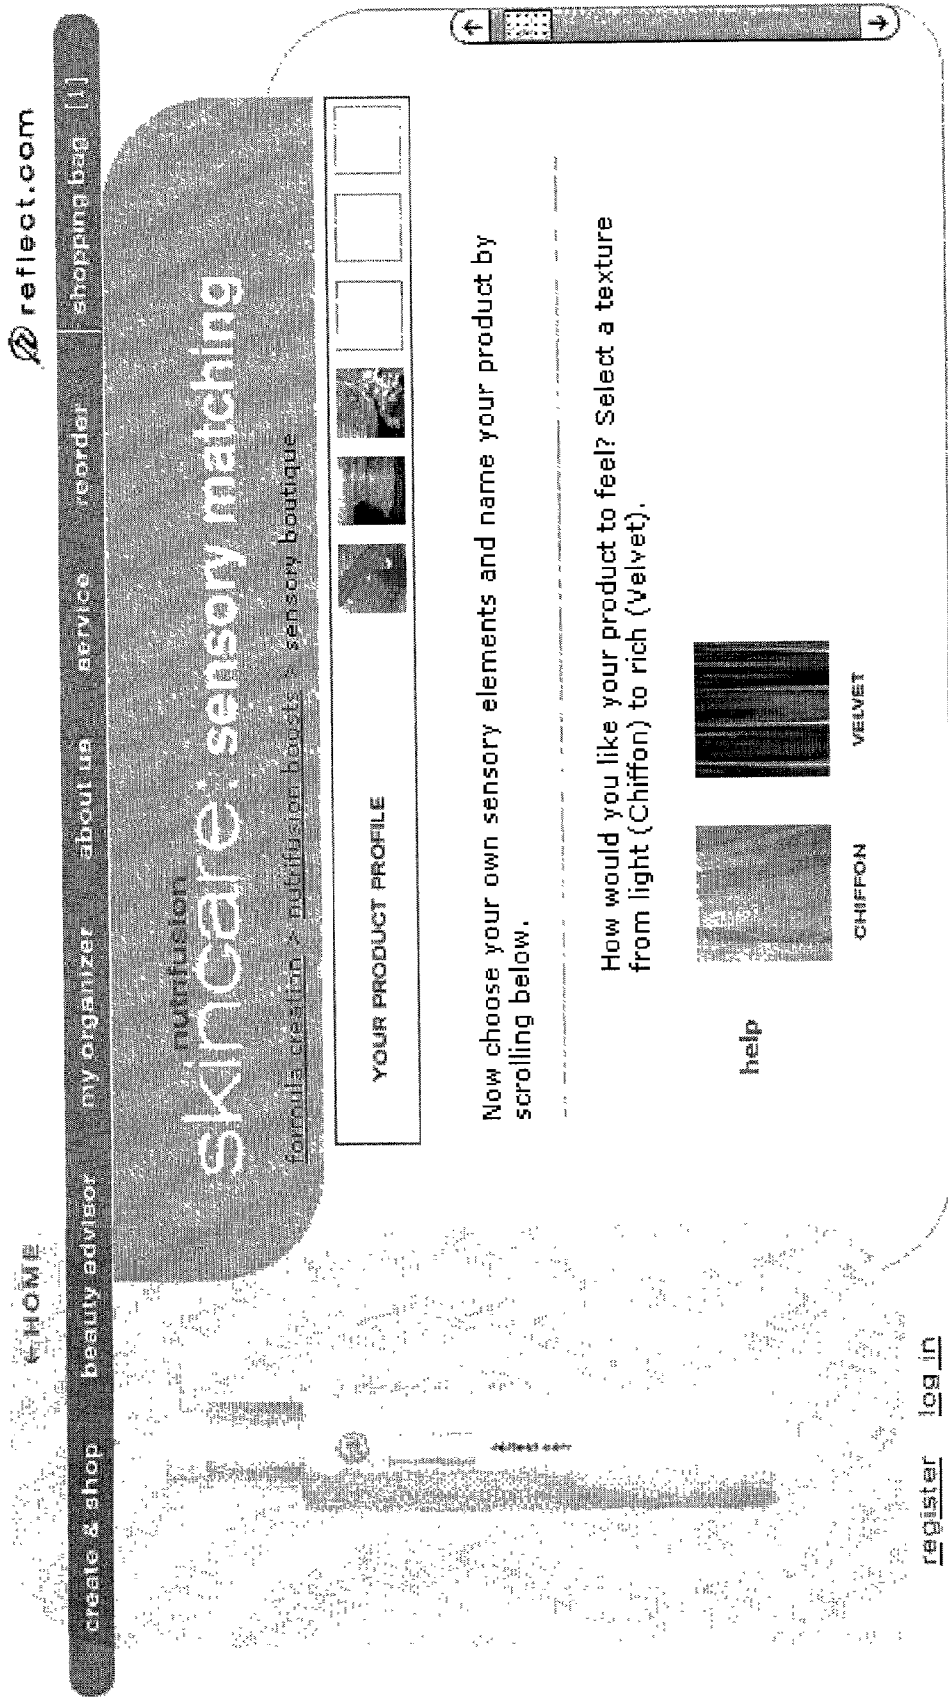 ← HOME
reflect.com
create & shop beauty advisor my organizer about us service reorder shopping bag [1]
nutrifusion
skincare: sensory matching
formula creation > nutrifusion boosts > sensory boutique
YOUR PRODUCT PROFILE
Now choose your own sensory elements and name your product by
scrolling below.
How would you like your product to feel? Select a texture
from light (Chiffon) to rich (Velvet).
help
CHIFFON VELVET
reflect.com
register log in